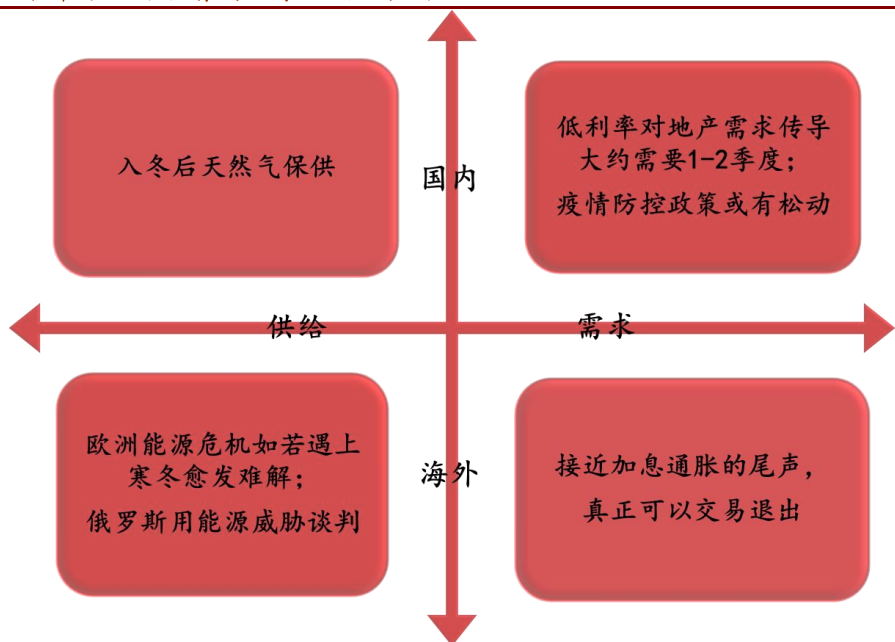 入冬后天然气保供
国内
低利率对地产需求传导
大约需要1-2季度；
疫情防控政策或有松动
供给
需求
欧洲能源危机如若遇上
寒冬愈发难解；
俄罗斯用能源威胁谈判
海外
接近加息通胀的尾声，
真正可以交易退出